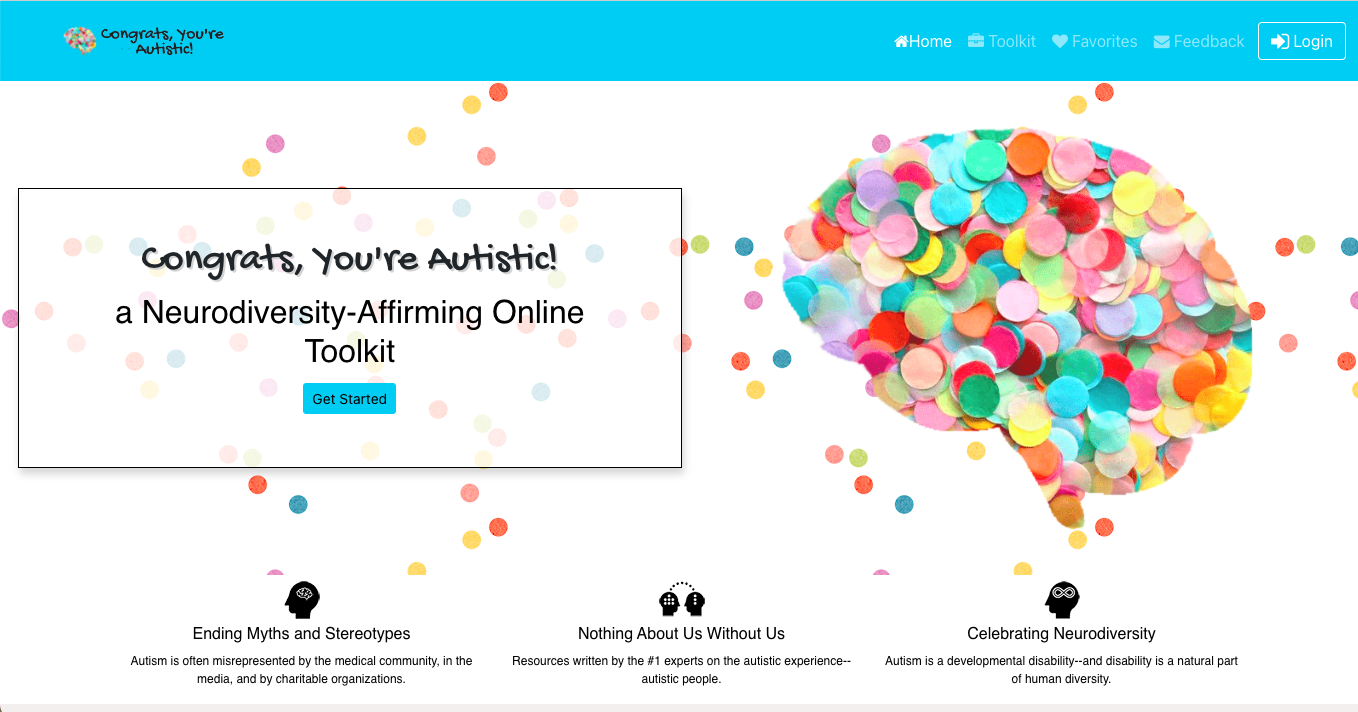 Congrats, You're
Autistic!
Home Toolkit Favorites Feedback Login
Congrats, You're Autistic!
a Neurodiversity-Affirming Online
Toolkit
Get Started
Ending Myths and Stereotypes
Autism is often misrepresented by the medical community, in the
media, and by charitable organizations.
Nothing About Us Without Us
Resources written by the #1 experts on the autistic experience--
autistic people.
Celebrating Neurodiversity
Autism is a developmental disability--and disability is a natural part
of human diversity.